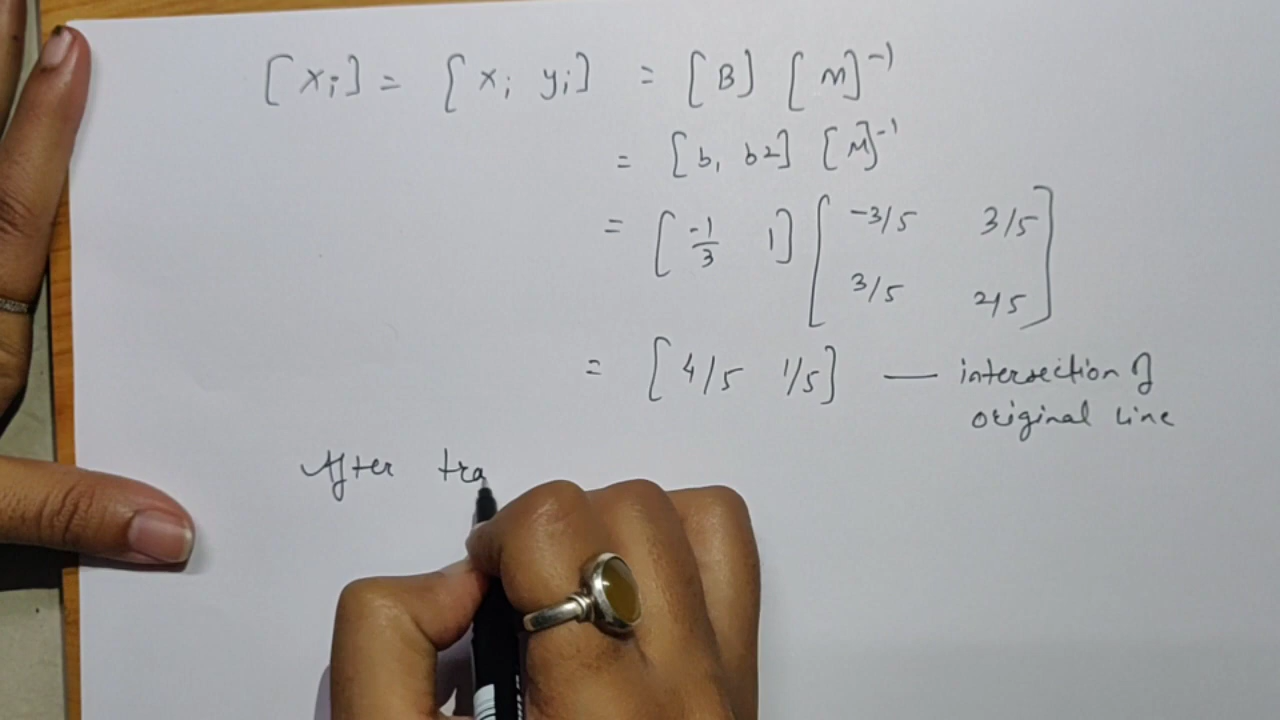 [xi] = [xi yi] = [B] [M]⁻¹
= [b, b2] [M]⁻¹
= [-1/3 1] [-3/5 3/5
3/5 2/5]
= [4/5 1/5] — intersection of
original line
After tra